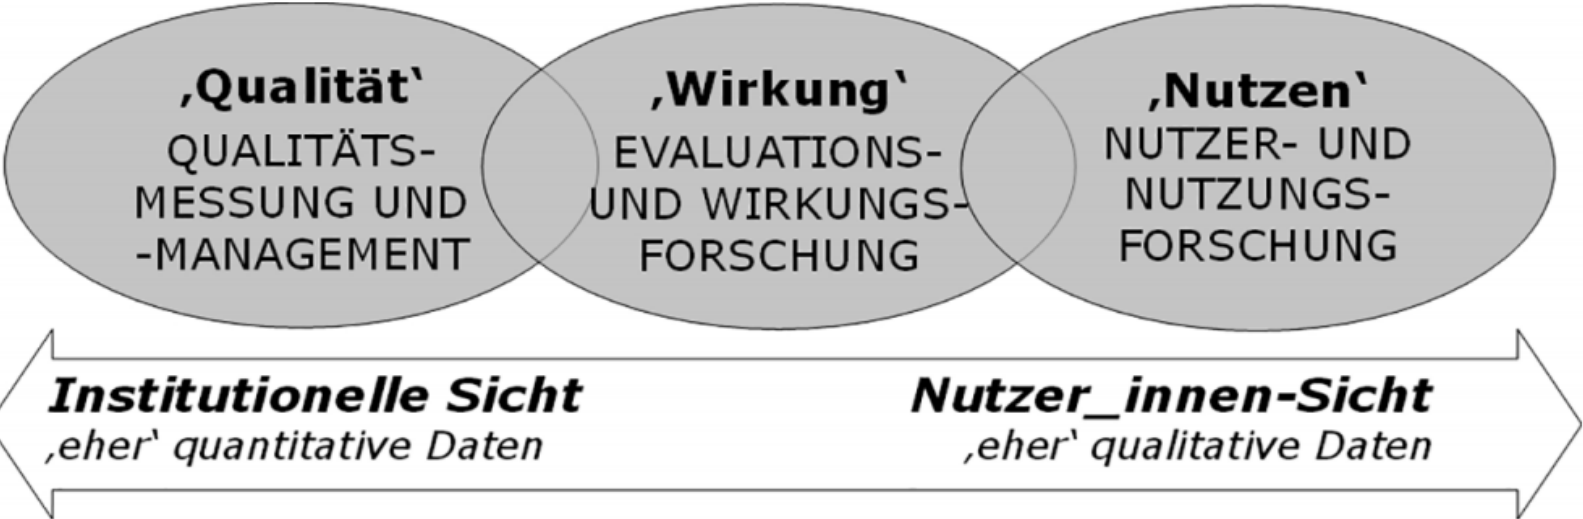 ‚Qualität‘
QUALITÄTS-
MESSUNG UND
-MANAGEMENT
‚Wirkung‘
EVALUATIONS-
UND WIRKUNGS-
FORSCHUNG
‚Nutzen‘
NUTZER- UND
NUTZUNGS-
FORSCHUNG
Institutionelle Sicht
‚eher‘ quantitative Daten
Nutzer_innen-Sicht
‚eher‘ qualitative Daten